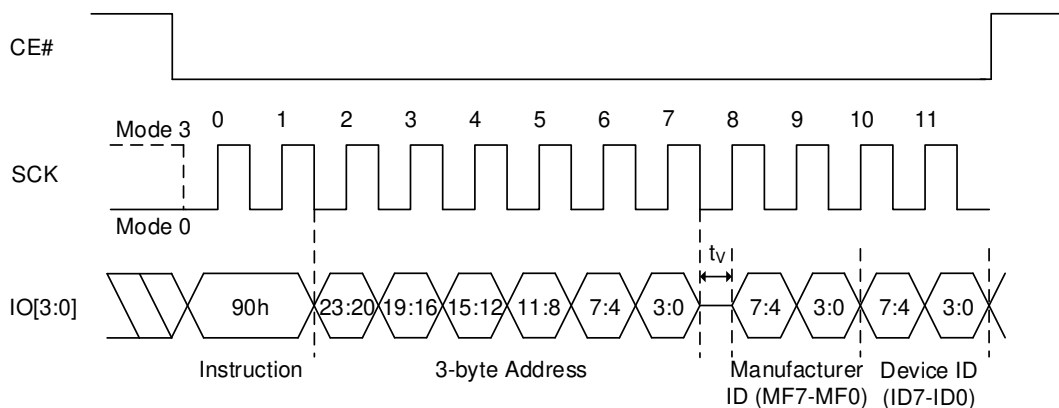 CE#
Mode 3
0 1 2 3 4 5 6 7 8 9 10 11
SCK
Mode 0
tV
IO[3:0]
90h 23:20 19:16 15:12 11:8 7:4 3:0 7:4 3:0 7:4 3:0
Instruction
3-byte Address
Manufacturer
ID (MF7-MF0)
Device ID
(ID7-ID0)